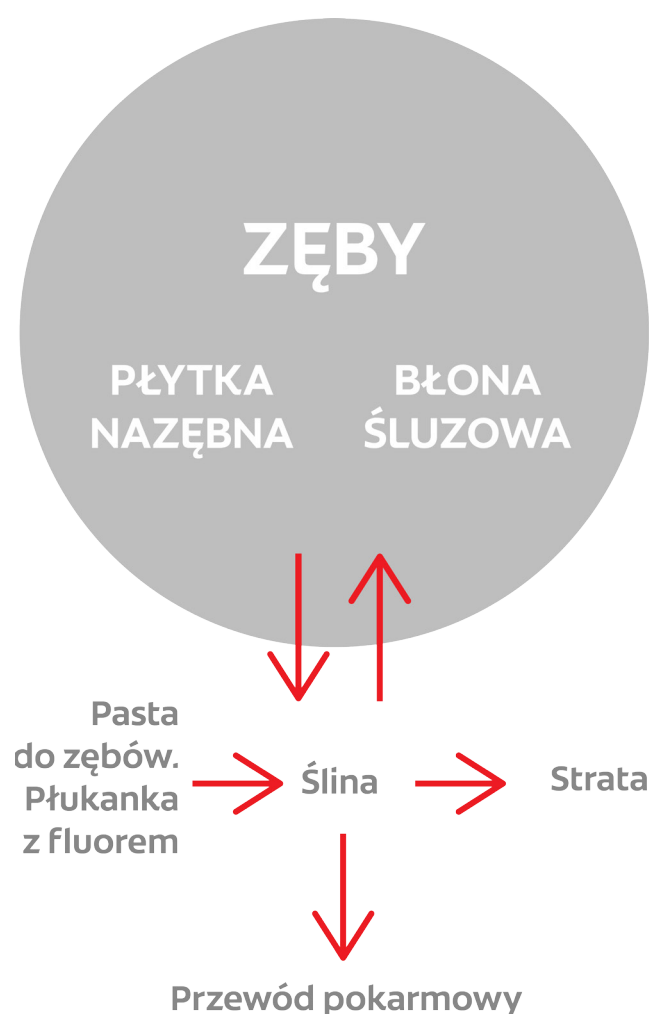 ZĘBY
PŁYTKA
NAZĘBNA
BŁONA
ŚLUZOWA
Pasta
do zębów.
Płukanka
z fluorem
Ślina
Strata
Przewód pokarmowy